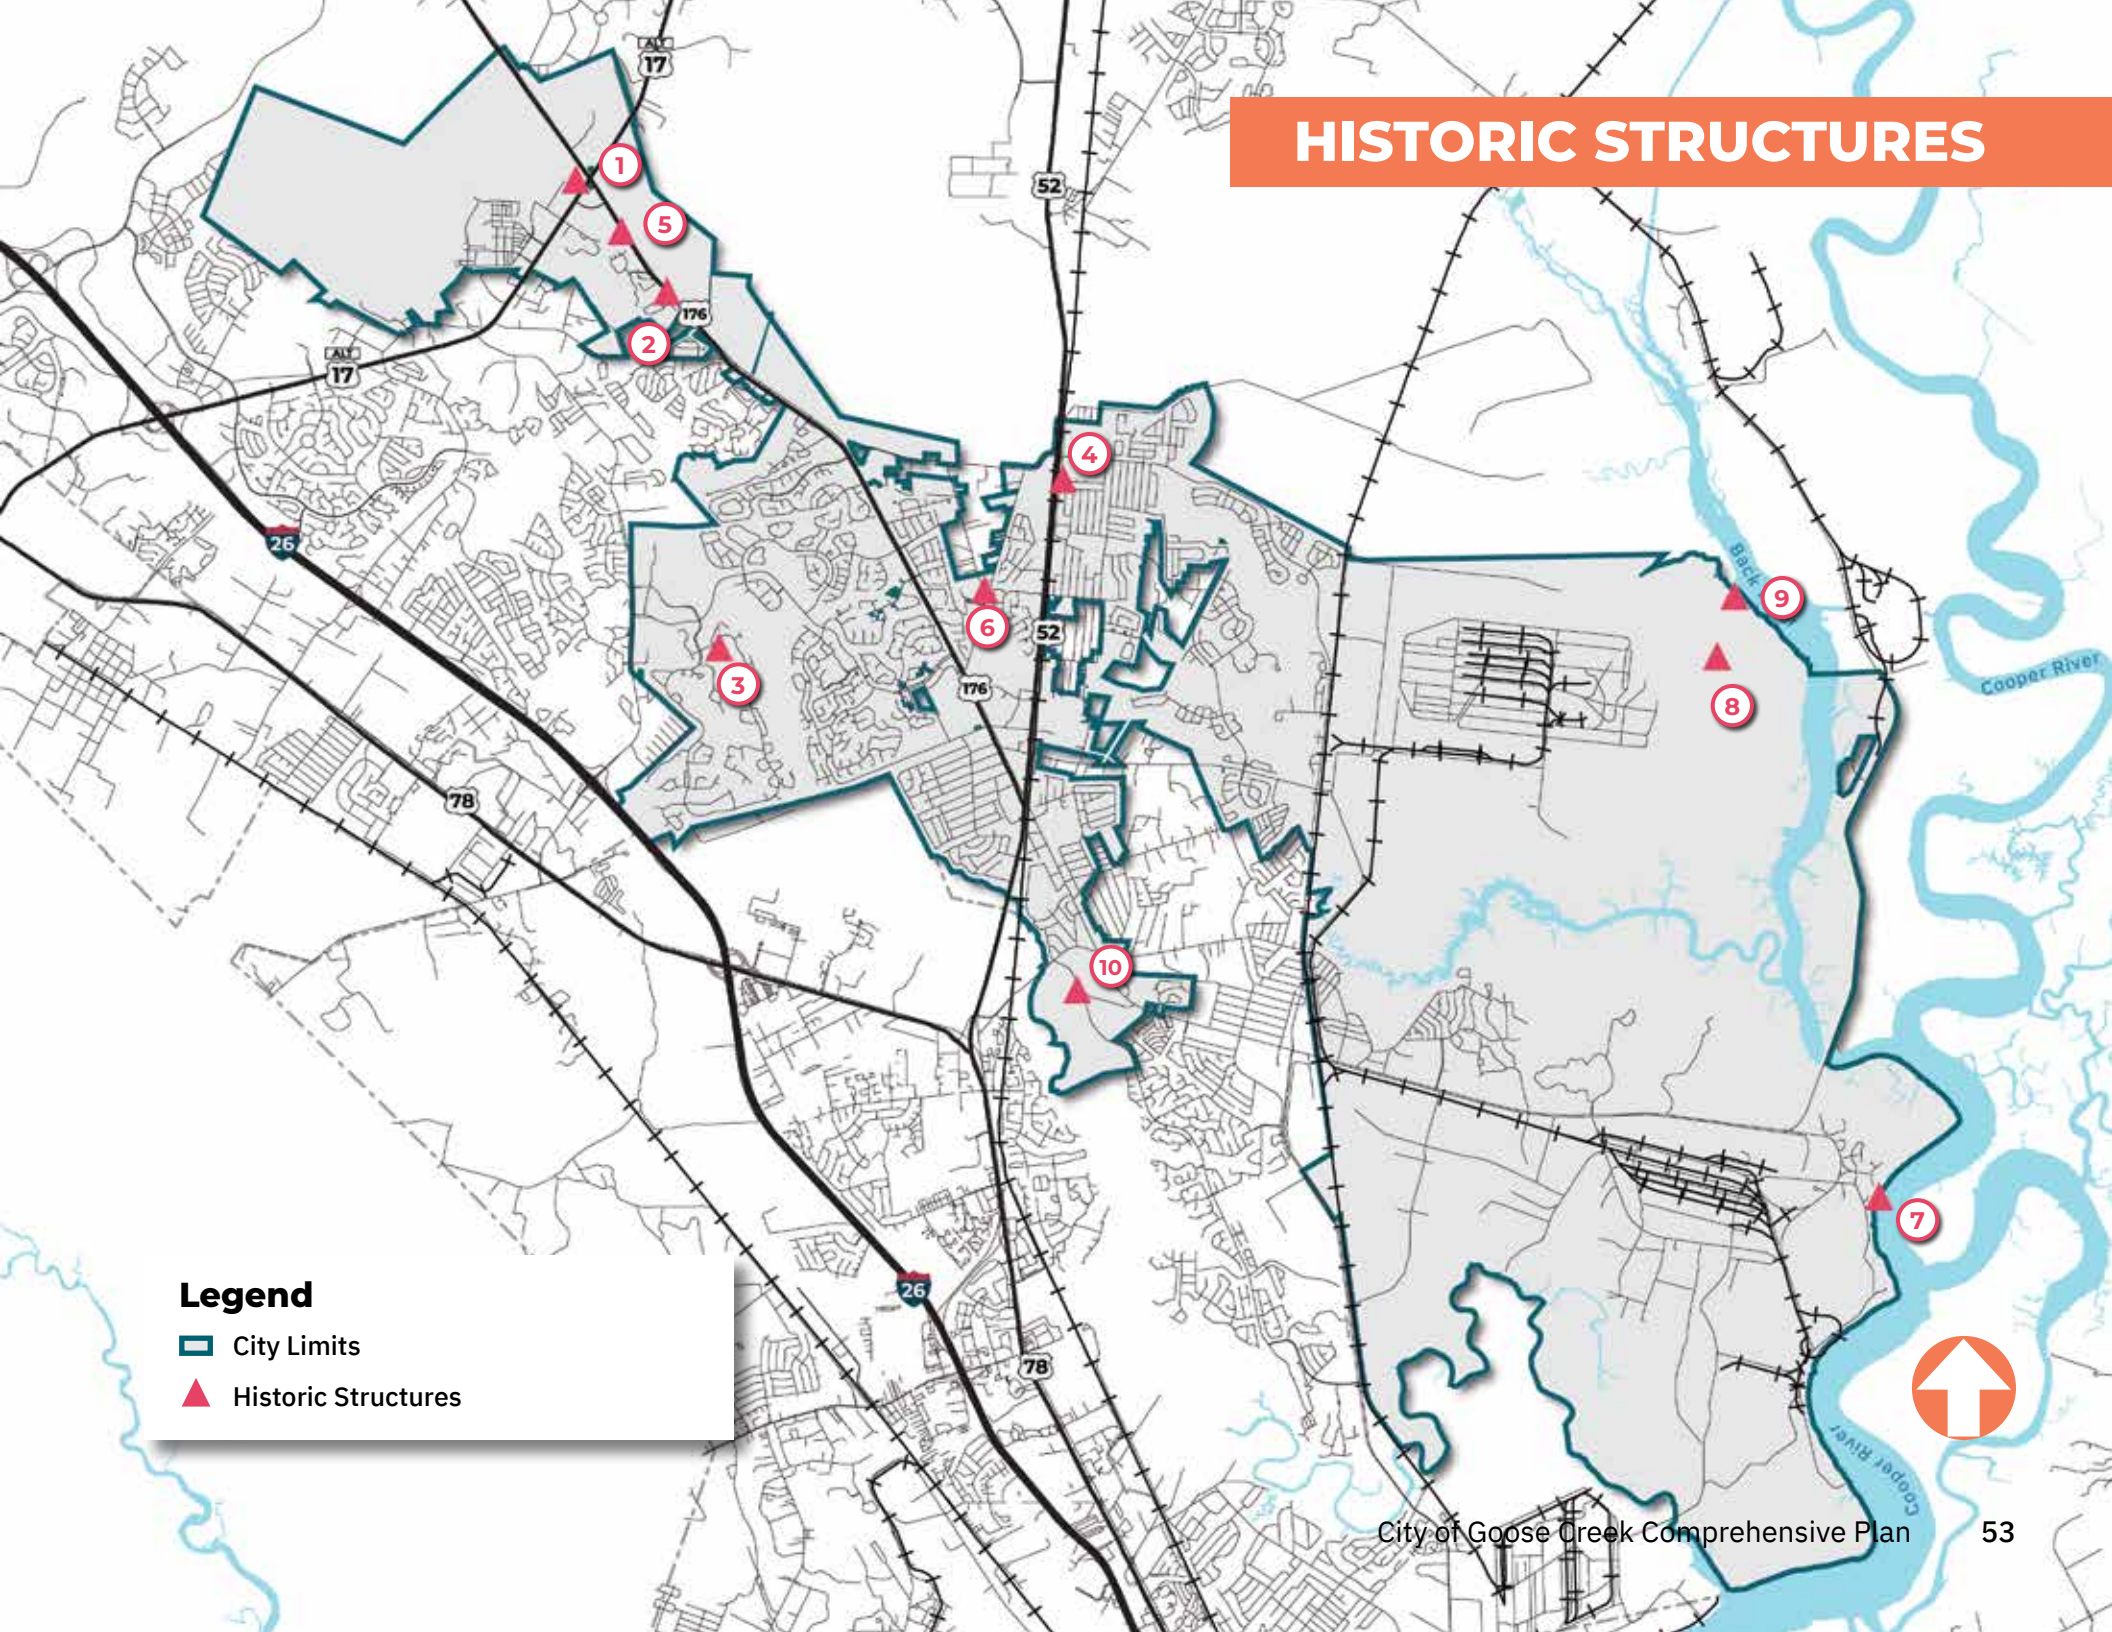 ALT
17
HISTORIC STRUCTURES
1
52
5
176
2
ALT
17
4
26
Back
9
6
52
Cooper River
3
176
8
78
10
7
26
Legend
City Limits
Historic Structures
78
Cooper River
City of Goose Creek Comprehensive Plan 53